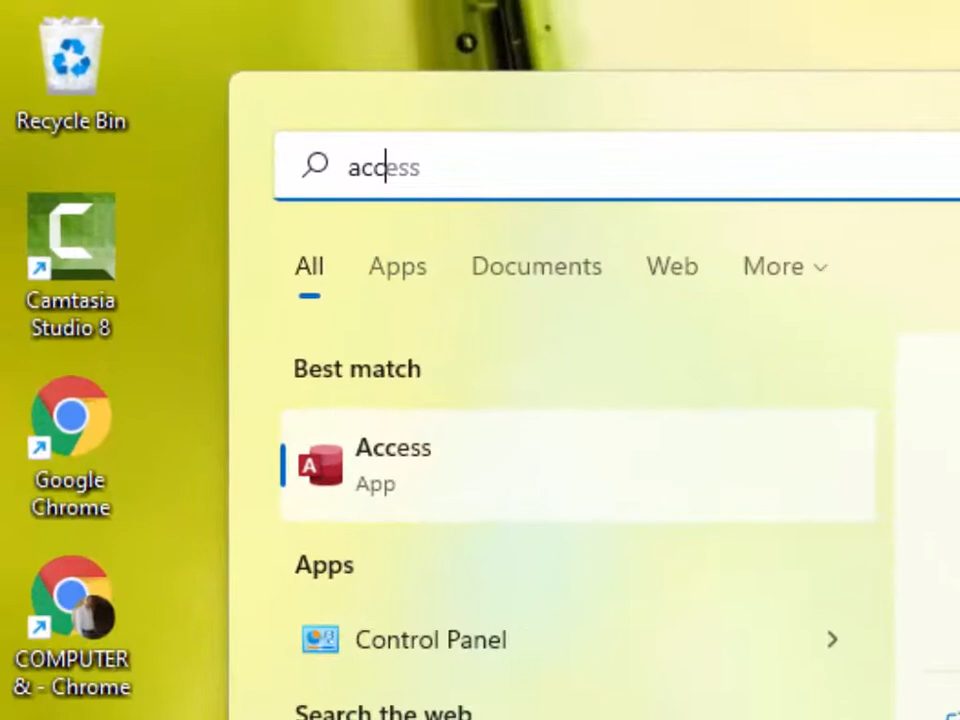 Recycle Bin
Camtasia
Studio 8
Google
Chrome
COMPUTER
& - Chrome
access
All Apps Documents Web More
Best match
Access
App
Apps
Control Panel
Search the web